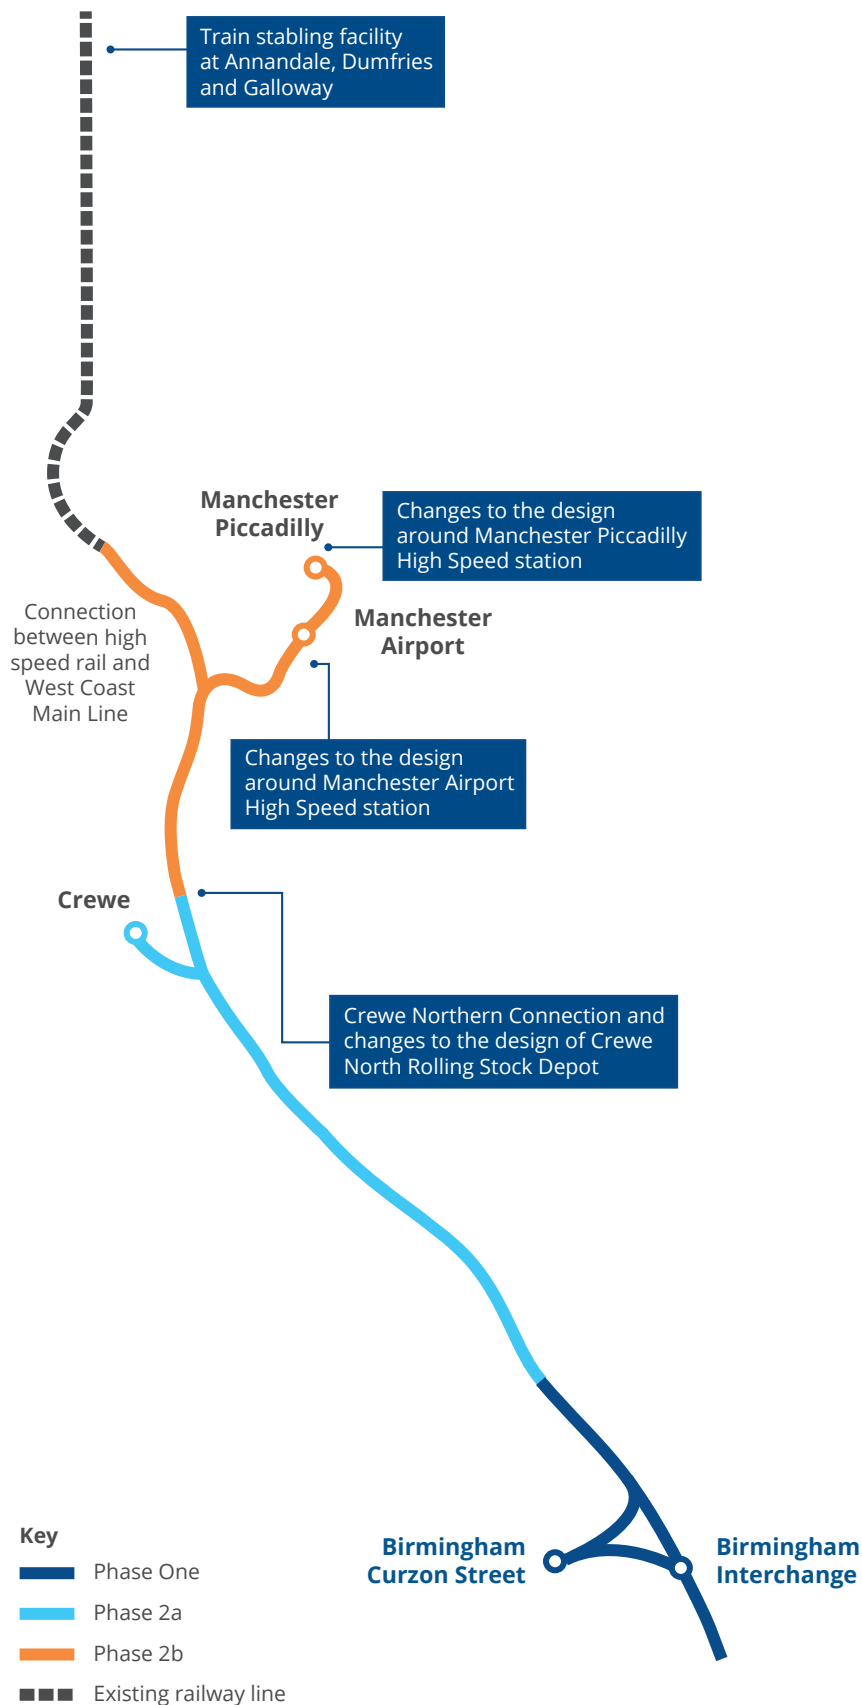 Train stabling facility
at Annandale, Dumfries
and Galloway
Manchester
Piccadilly
Changes to the design
around Manchester Piccadilly
High Speed station
Connection
between high
speed rail and
West Coast
Main Line
Manchester
Airport
Changes to the design
around Manchester Airport
High Speed station
Crewe
Crewe Northern Connection and
changes to the design of Crewe
North Rolling Stock Depot
Birmingham
Curzon Street
Birmingham
Interchange
Key
Phase One
Phase 2a
Phase 2b
Existing railway line